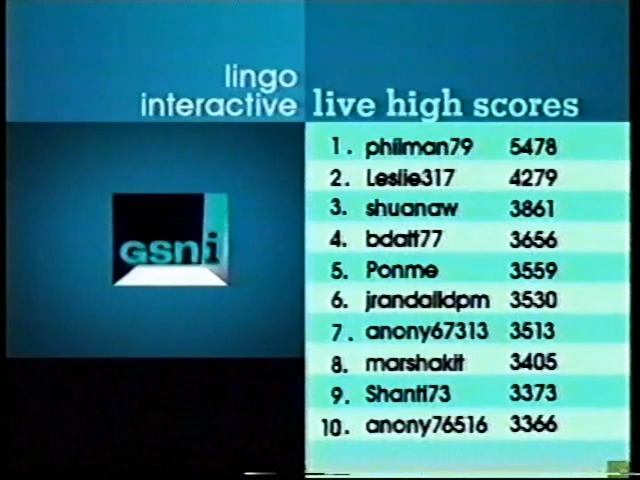 lingo
interactive
live high scores
GSNi
1. philman79 5478
2. Leslie317 4279
3. shuanaw 3861
4. bdatt77 3656
5. Ponme 3559
6. jrandalldpm 3530
7. anony67313 3513
8. marshakit 3405
9. Shanti73 3373
10. anony76516 3366